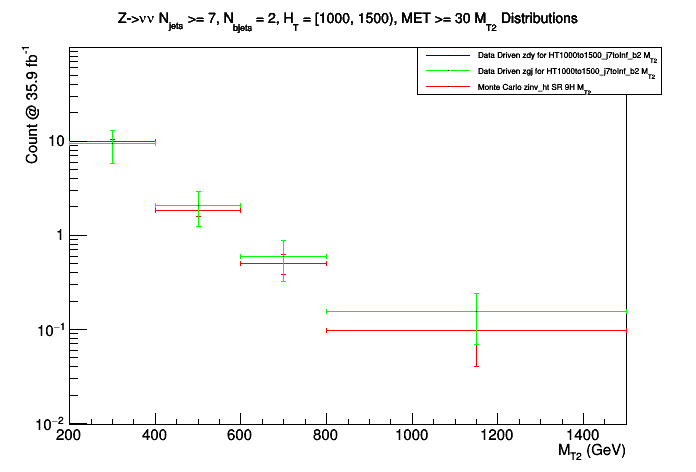 Z->νν N_jets >= 7, N_bjets = 2, H_T = [1000, 1500), MET >= 30 M_T2 Distributions
Data Driven zdy for HT1000to1500_j7toInf_b2 M_T2
Data Driven zgj for HT1000to1500_j7toInf_b2 M_T2
Monte Carlo zinv_ht SR 9H M_T2
Count @ 35.9 fb^-1
10
1
10^-1
10^-2
200 400 600 800 1000 1200 1400
M_T2 (GeV)